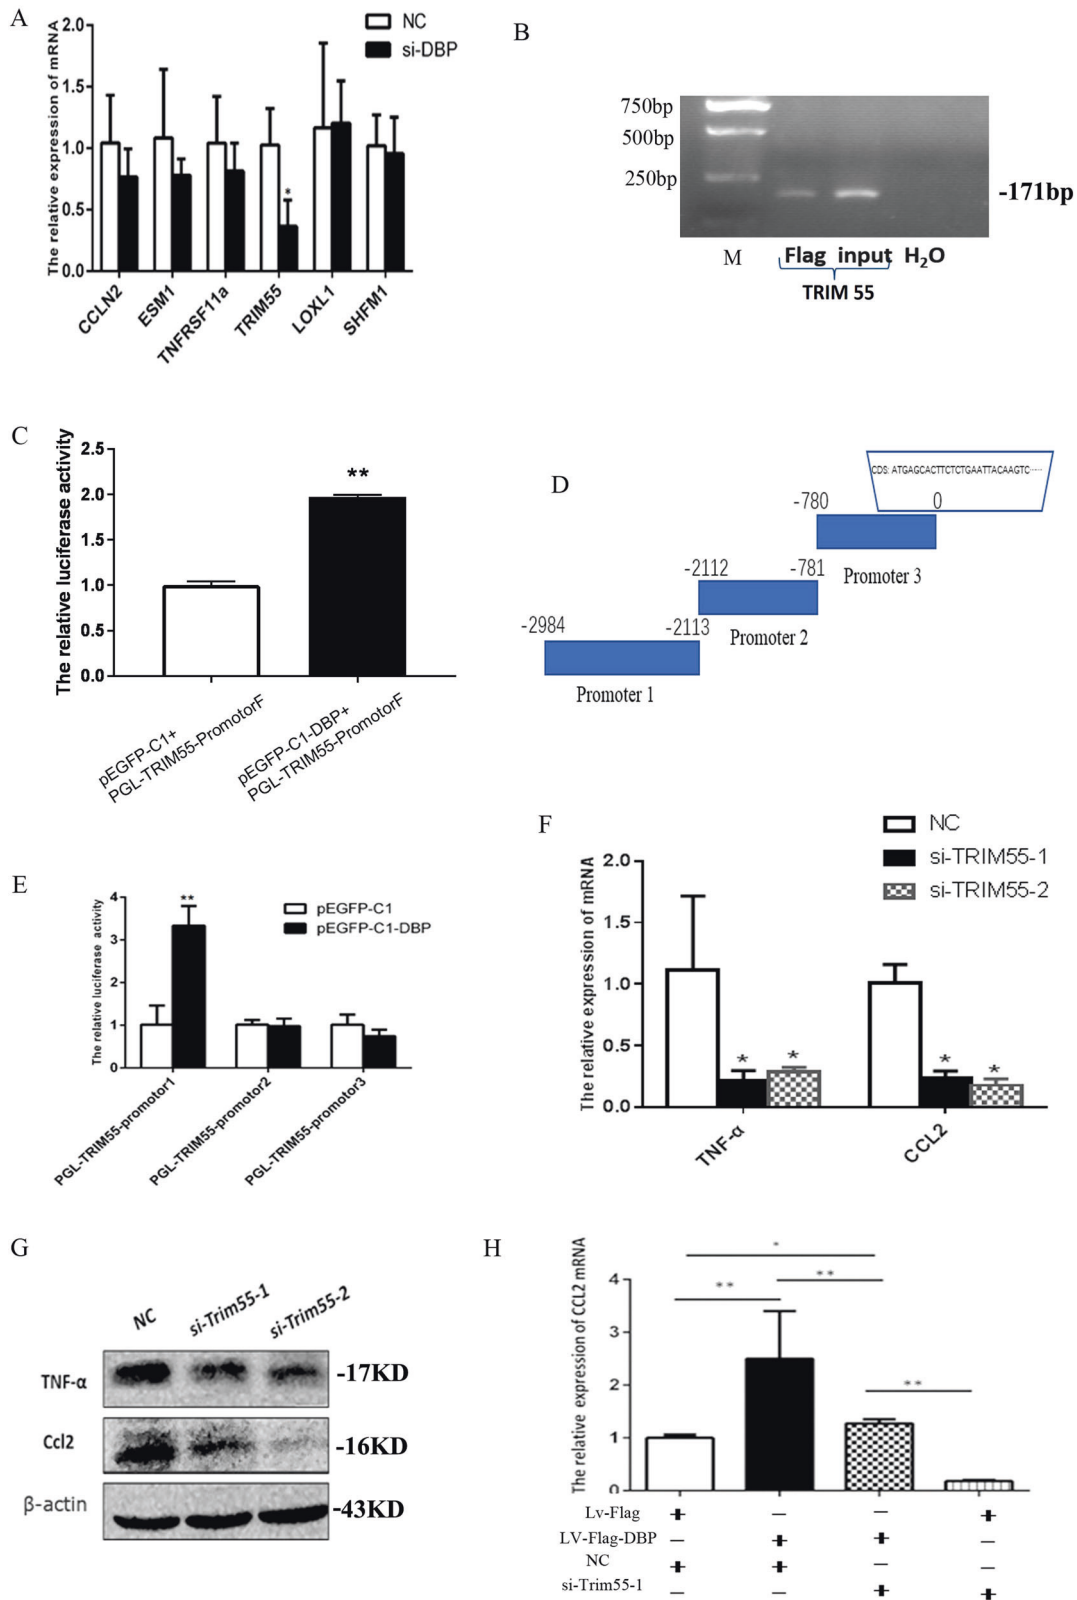 A
The relative expression of mRNA
2.0
1.5
1.0
0.5
0.0
NC
si-DBP
*
CCLN2
ESM1
TNFRSF11a
TRIM55
LOXL1
SHFM1
B
750bp
500bp
250bp
-171bp
M
Flag input H2O
TRIM 55
C
The relative luciferase activity
2.5
2.0
1.5
1.0
0.5
0.0
**
pEGFP-C1+
PGL-TRIM55-PromotorF
pEGFP-C1-DBP+
PGL-TRIM55-PromotorF
D
CDS: ATGAGCACTTCTCTGAATTACAAGTC·····
-780
0
Promoter 3
-2112
-781
Promoter 2
-2984
-2113
Promoter 1
E
The relative luciferase activity
4
3
2
1
0
**
pEGFP-C1
pEGFP-C1-DBP
PGL-TRIM55-promotor1
PGL-TRIM55-promotor2
PGL-TRIM55-promotor3
F
NC
si-TRIM55-1
si-TRIM55-2
The relative expression of mRNA
2.0
1.5
1.0
0.5
0.0
* * * *
TNF-α
CCL2
G
NC
si-Trim55-1
si-Trim55-2
TNF-α
-17KD
Ccl2
-16KD
β-actin
-43KD
H
The relative expression of CCL2 mRNA
4
3
2
1
0
*
**
**
**
Lv-Flag + − − +
LV-Flag-DBP − + + −
NC + + − −
si-Trim55-1 − − + +